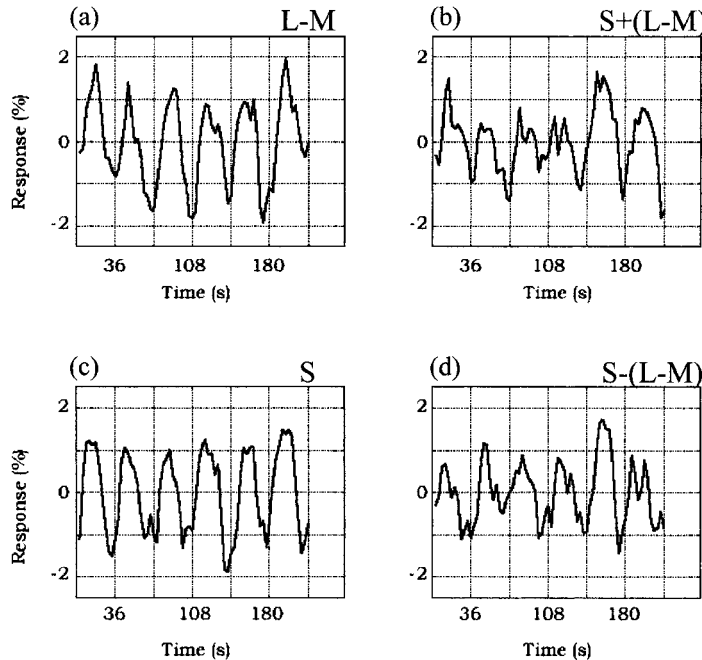 (a) L-M
Response (%)
2
0
-2
36 108 180
Time (s)
(b) S+(L-M)
2
0
-2
36 108 180
Time (s)
(c) S
Response (%)
2
0
-2
36 108 180
Time (s)
(d) S-(L-M)
2
0
-2
36 108 180
Time (s)